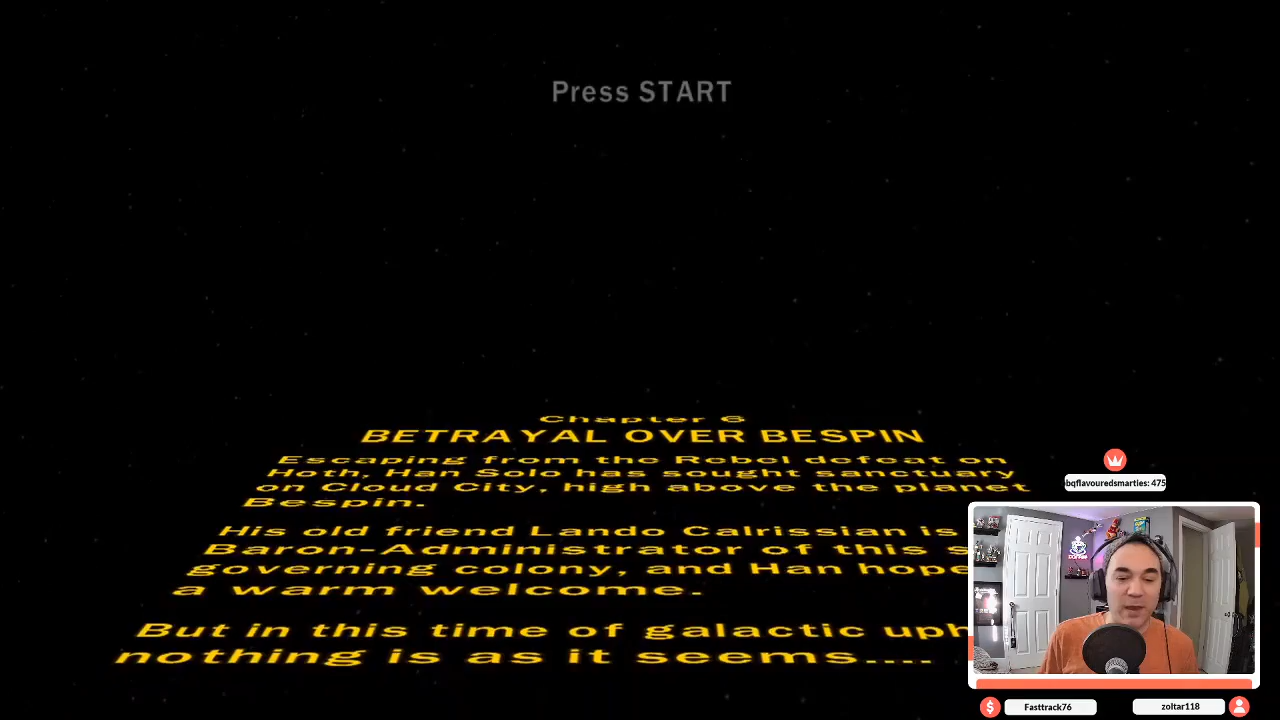 Press START
Chapter 6
BETRAYAL OVER BESPIN
Escaping from the Rebel defeat on
Hoth, Han Solo has sought sanctuary
on Cloud City, high above the planet
Bespin.
His old friend Lando Calrissian is
Baron-Administrator of this s
governing colony, and Han hope
a warm welcome.
But in this time of galactic uph
nothing is as it seems....
bqflavouredsmarties: 475
Fasttrack76
zoltar118